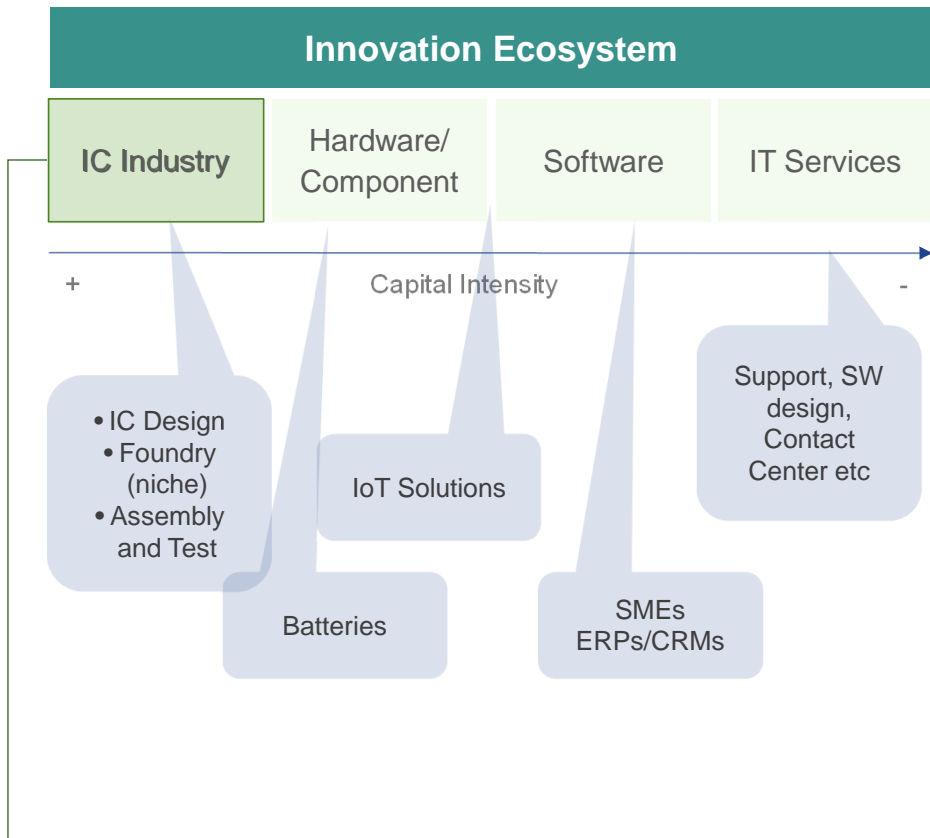 Innovation Ecosystem
IC Industry
Hardware/
Component
Software
IT Services
+
Capital Intensity
-
• IC Design
• Foundry
(niche)
• Assembly
and Test
IoT Solutions
Support, SW
design,
Contact
Center etc
Batteries
SMEs
ERPs/CRMs